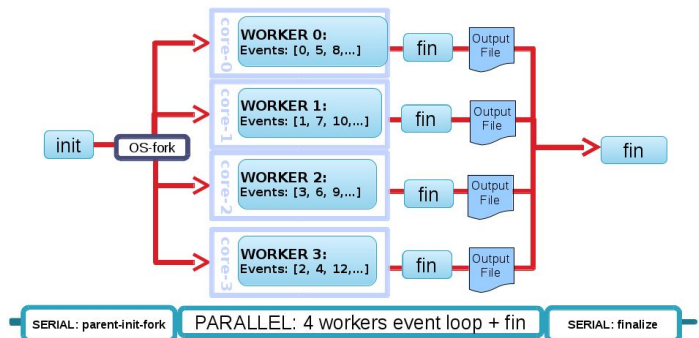 init
OS-fork
core-0
WORKER 0:
Events: [0, 5, 8,...]
fin
Output
File
core-1
WORKER 1:
Events: [1, 7, 10,...]
fin
Output
File
core-2
WORKER 2:
Events: [3, 6, 9,...]
fin
Output
File
core-3
WORKER 3:
Events: [2, 4, 12,...]
fin
Output
File
fin
SERIAL: parent-init-fork
PARALLEL: 4 workers event loop + fin
SERIAL: finalize